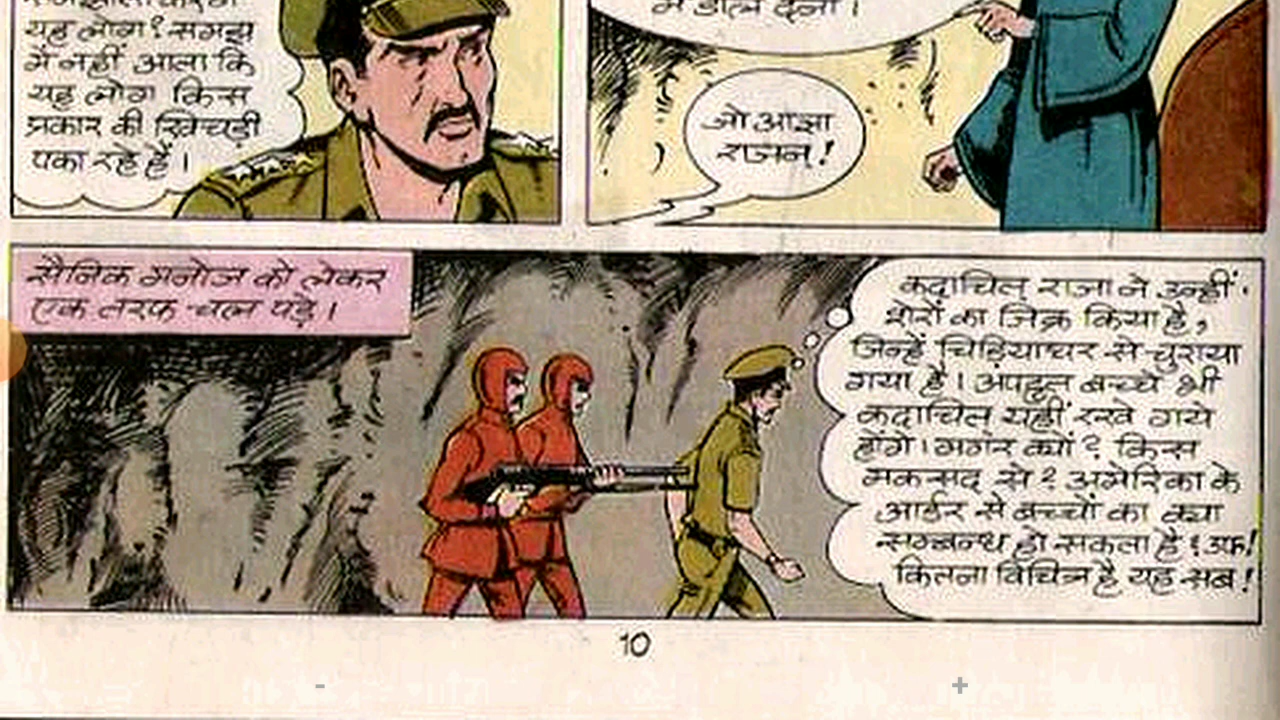 यह लोग? समझ
में नहीं आता कि
यह लोग किस
प्रकार की खिचड़ी
पका रहे हैं।
में डाल देना।
जो आज्ञा
राजन्!
सैनिक मनोज को लेकर
एक तरफ चल पड़े।
कदाचित् राजा ने उन्हीं
शेरों का जिक्र किया है,
जिन्हें चिड़ियाघर से चुराया
गया है। अपहृत बच्चे भी
कदाचित् यहीं रखे गये
होंगे। मगर क्यों? किस
मकसद से? अमेरिका के
आर्डर से बच्चों का क्या
सम्बन्ध हो सकता है? उफ!
कितना विचित्र है यह सब!
10
-
+